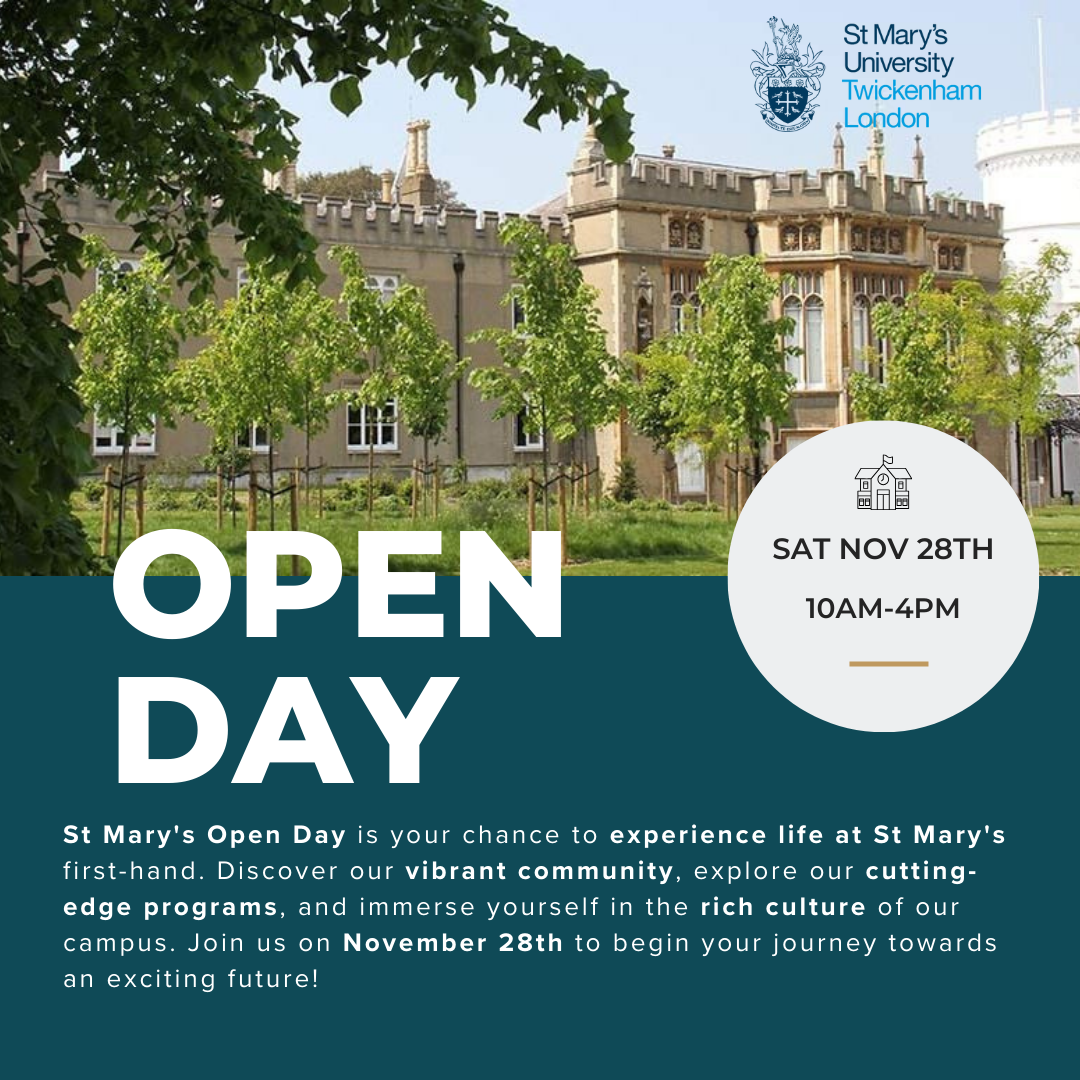 St Mary's
University
Twickenham
London
SAT NOV 28TH
10AM-4PM
OPEN
DAY
St Mary's Open Day is your chance to experience life at St Mary's
first-hand. Discover our vibrant community, explore our cutting-
edge programs, and immerse yourself in the rich culture of our
campus. Join us on November 28th to begin your journey towards
an exciting future!